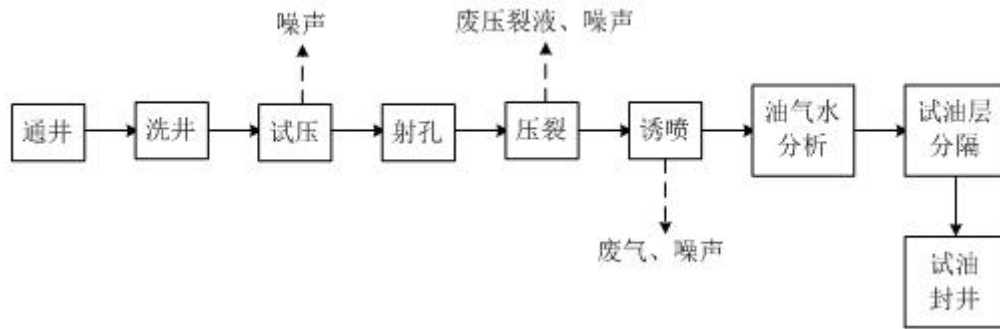 噪声
废压裂液、噪声
通井
洗井
试压
射孔
压裂
诱喷
油气水
分析
试油层
分隔
废气、噪声
试油
封井